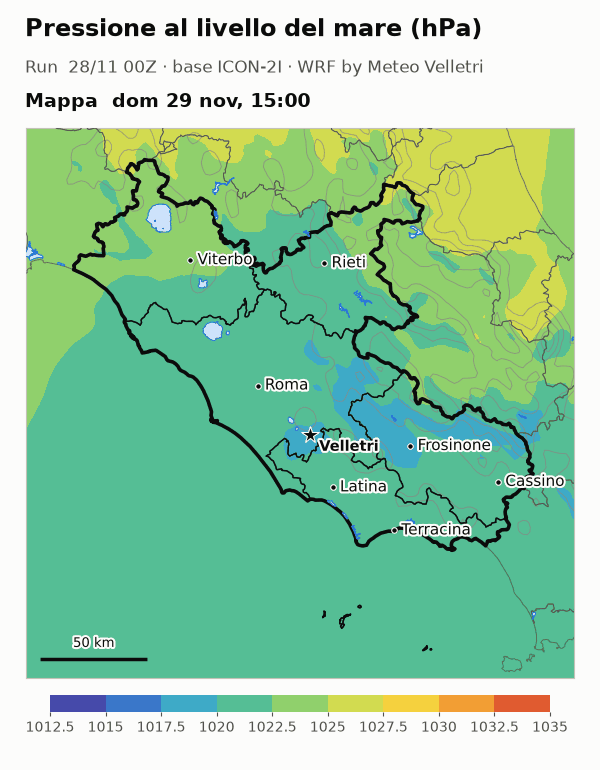 Pressione al livello del mare (hPa)
Run  28/11 00Z · base ICON-2I · WRF by Meteo Velletri
Mappa  dom 29 nov, 15:00
Viterbo
Rieti
Roma
Velletri
Frosinone
Cassino
Latina
Terracina
50 km
1012.5 1015 1017.5 1020 1022.5 1025 1027.5 1030 1032.5 1035